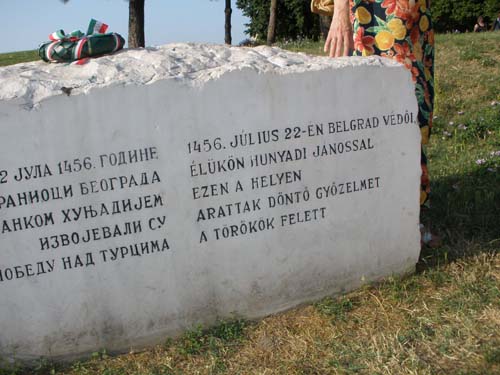 2 ЈУЛА 1456. ГОДИНЕ
РАНИОЦИ БЕОГРАДА
АНКОМ ХУЊАДИЈЕМ
ИЗВОЈЕВАЛИ СУ
ПОБЕДУ НАД ТУРЦИМА
1456. JÚLIUS 22-ÉN BELGRÁD VÉDŐI,
ÉLÜKÖN HUNYADI JÁNOSSAL
EZEN A HELYEN
ARATTAK DÖNTŐ GYŐZELMET
A TÖRÖKÖK FELETT